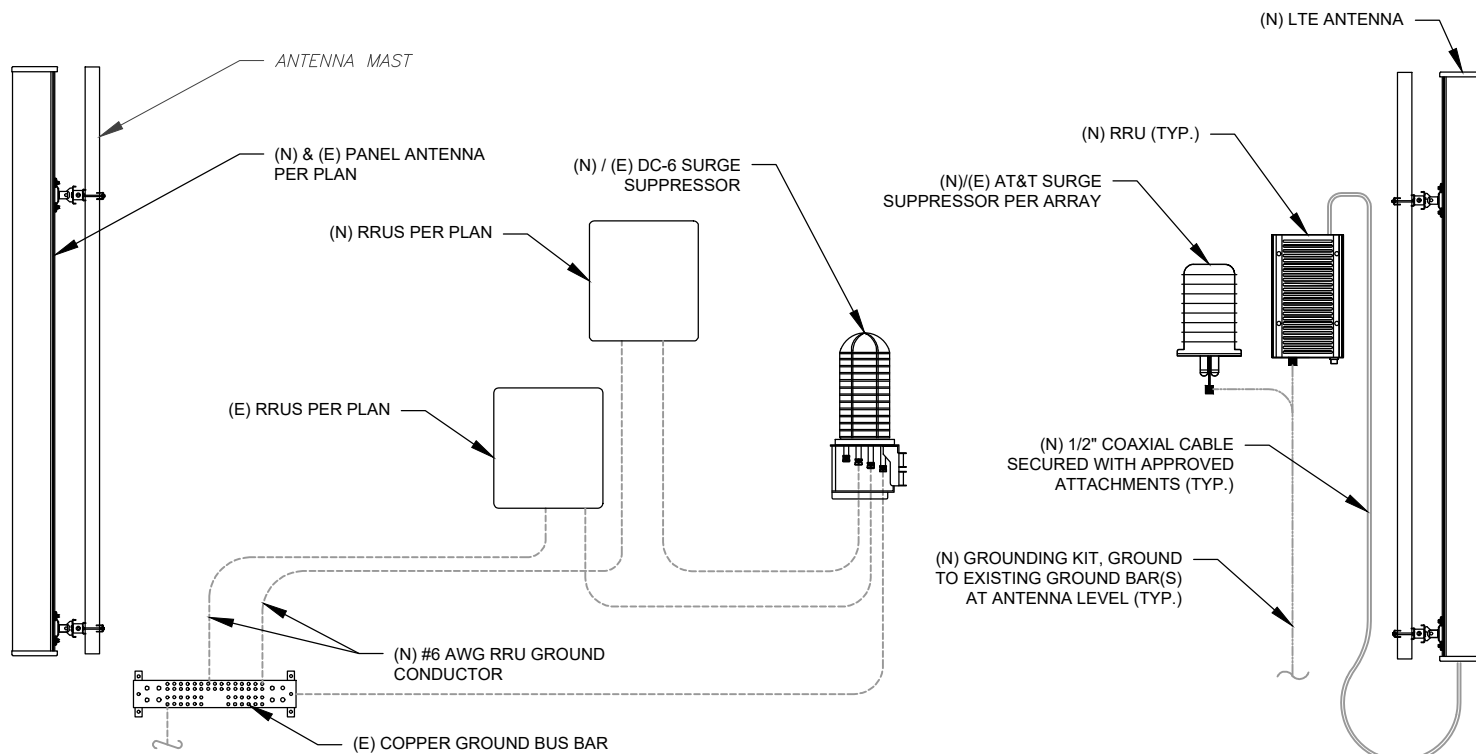 ANTENNA MAST
(N) & (E) PANEL ANTENNA
PER PLAN
(N) / (E) DC-6 SURGE
SUPPRESSOR
(N) RRUS PER PLAN
(E) RRUS PER PLAN
(N) #6 AWG RRU GROUND
CONDUCTOR
(E) COPPER GROUND BUS BAR
(N) LTE ANTENNA
(N) RRU (TYP.)
(N)/(E) AT&T SURGE
SUPPRESSOR PER ARRAY
(N) 1/2" COAXIAL CABLE
SECURED WITH APPROVED
ATTACHMENTS (TYP.)
(N) GROUNDING KIT, GROUND
TO EXISTING GROUND BAR(S)
AT ANTENNA LEVEL (TYP.)